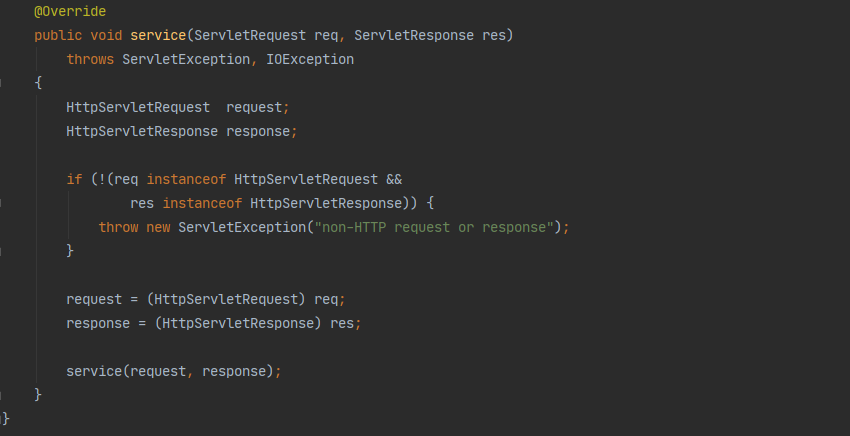 @Override
public void service(ServletRequest req, ServletResponse res)
    throws ServletException, IOException
{
    HttpServletRequest  request;
    HttpServletResponse response;

    if (!(req instanceof HttpServletRequest &&
            res instanceof HttpServletResponse)) {
        throw new ServletException("non-HTTP request or response");
    }

    request = (HttpServletRequest) req;
    response = (HttpServletResponse) res;

    service(request, response);
}
}